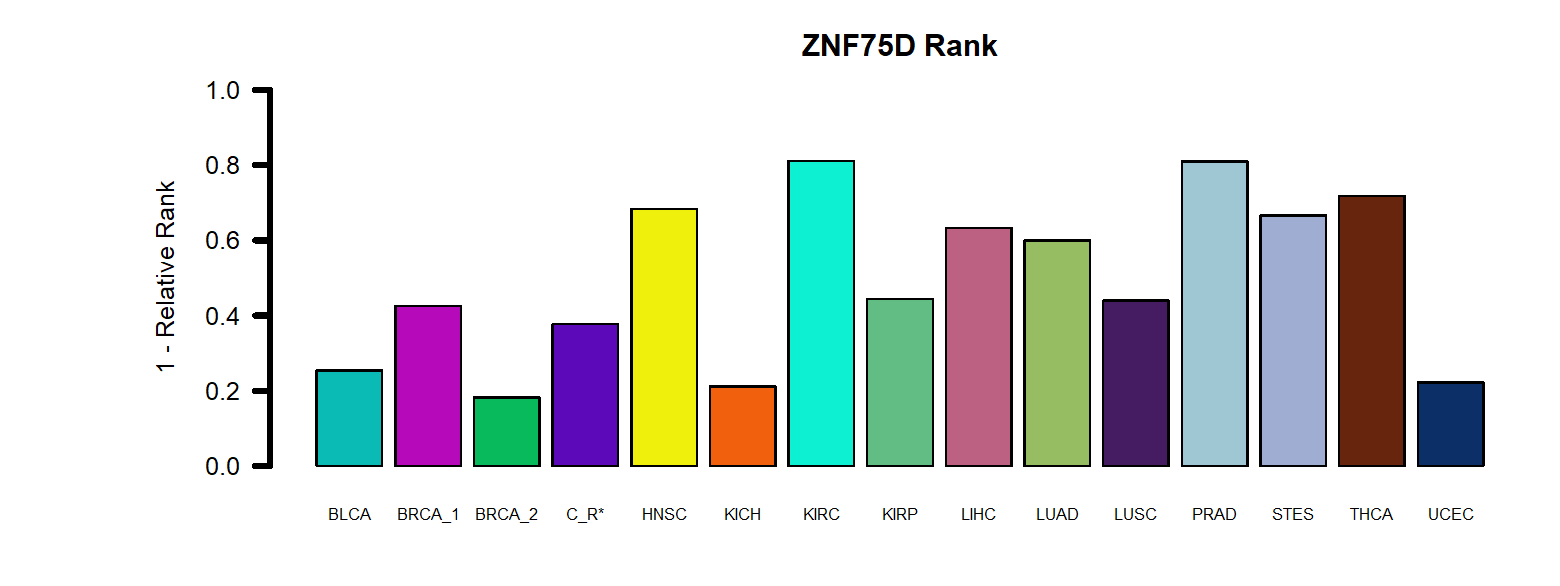 ZNF75D Rank
1 - Relative Rank
1.0
0.8
0.6
0.4
0.2
0.0
BLCA BRCA_1 BRCA_2 C_R* HNSC KICH KIRC KIRP LIHC LUAD LUSC PRAD STES THCA UCEC